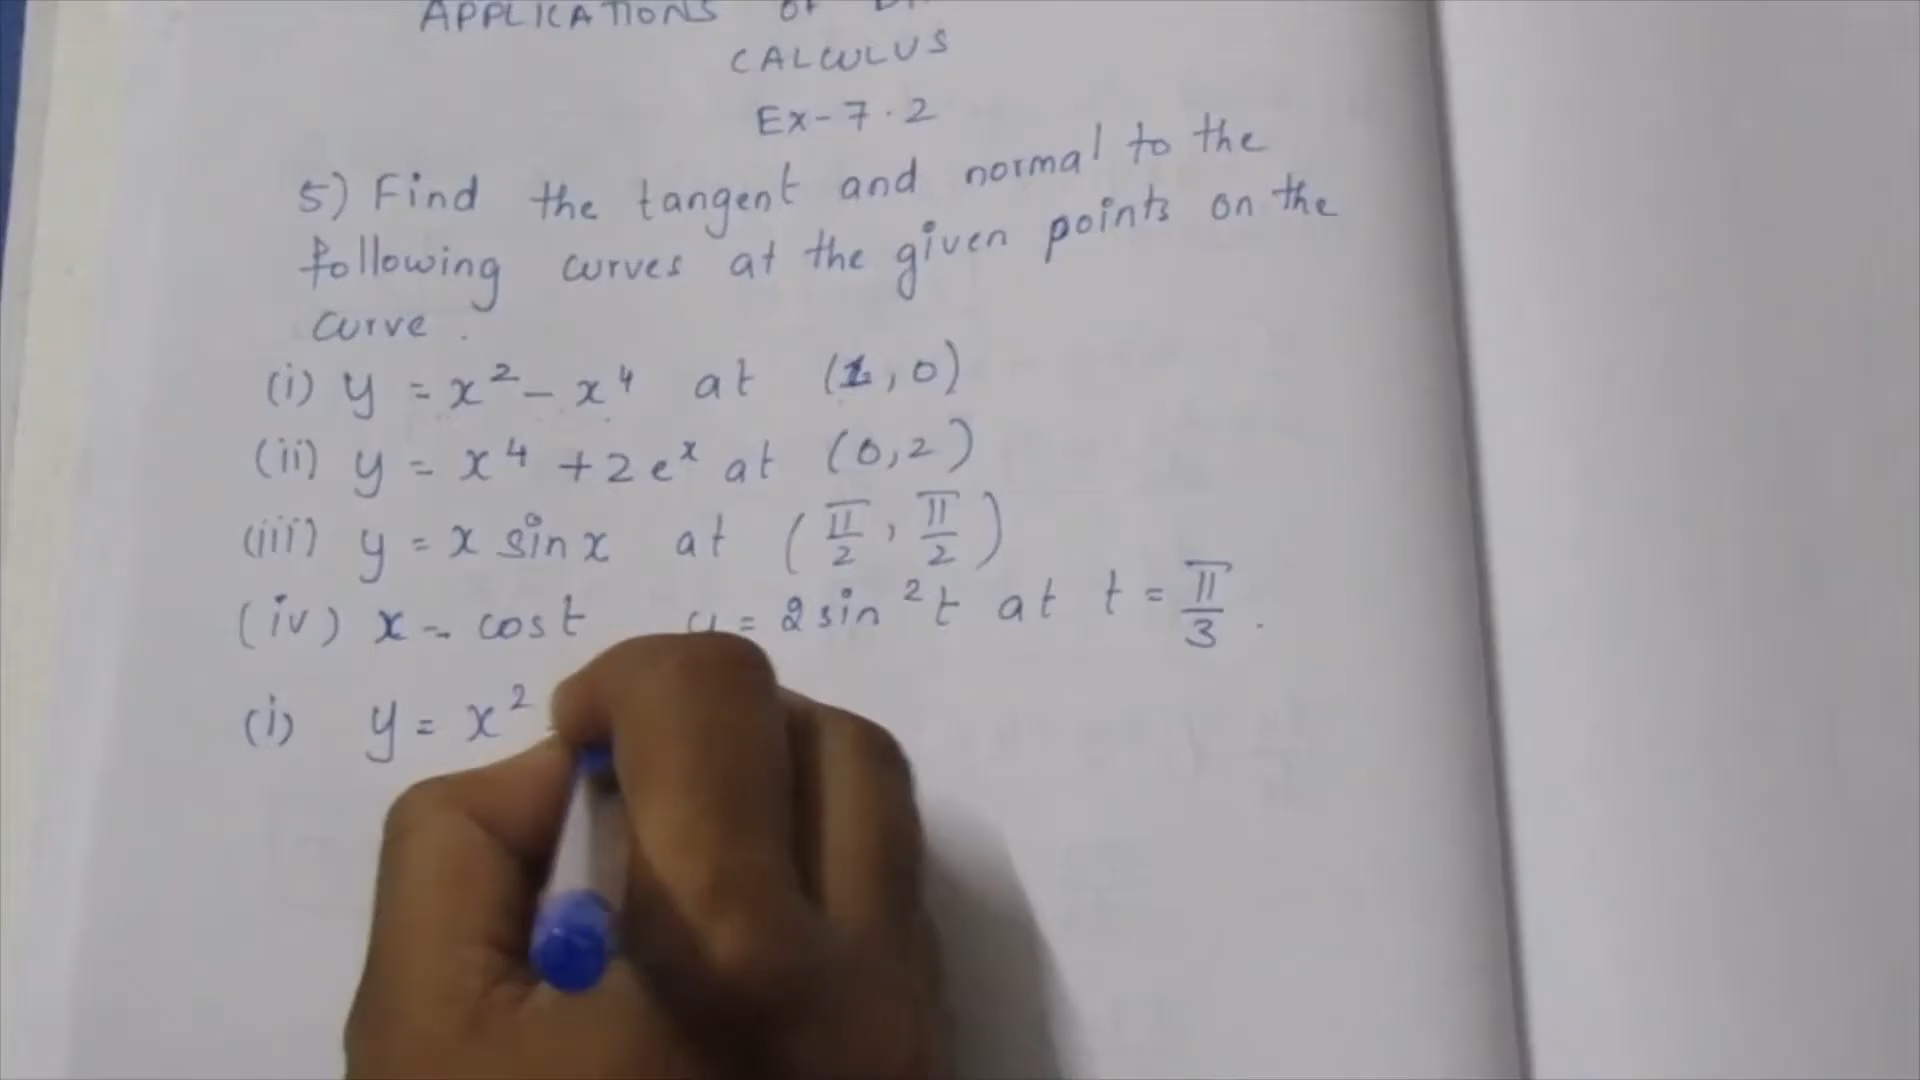 APPLICATIONS OF
CALCULUS
Ex-7.2
5) Find the tangent and normal to the
following curves at the given points on the
curve.
(i) y = x² - x⁴ at (1, 0)
(ii) y = x⁴ + 2eˣ at (0, 2)
(iii) y = x sin x at (π/2, π/2)
(iv) x = cos t y = 2 sin² t at t = π/3.
(i) y = x²